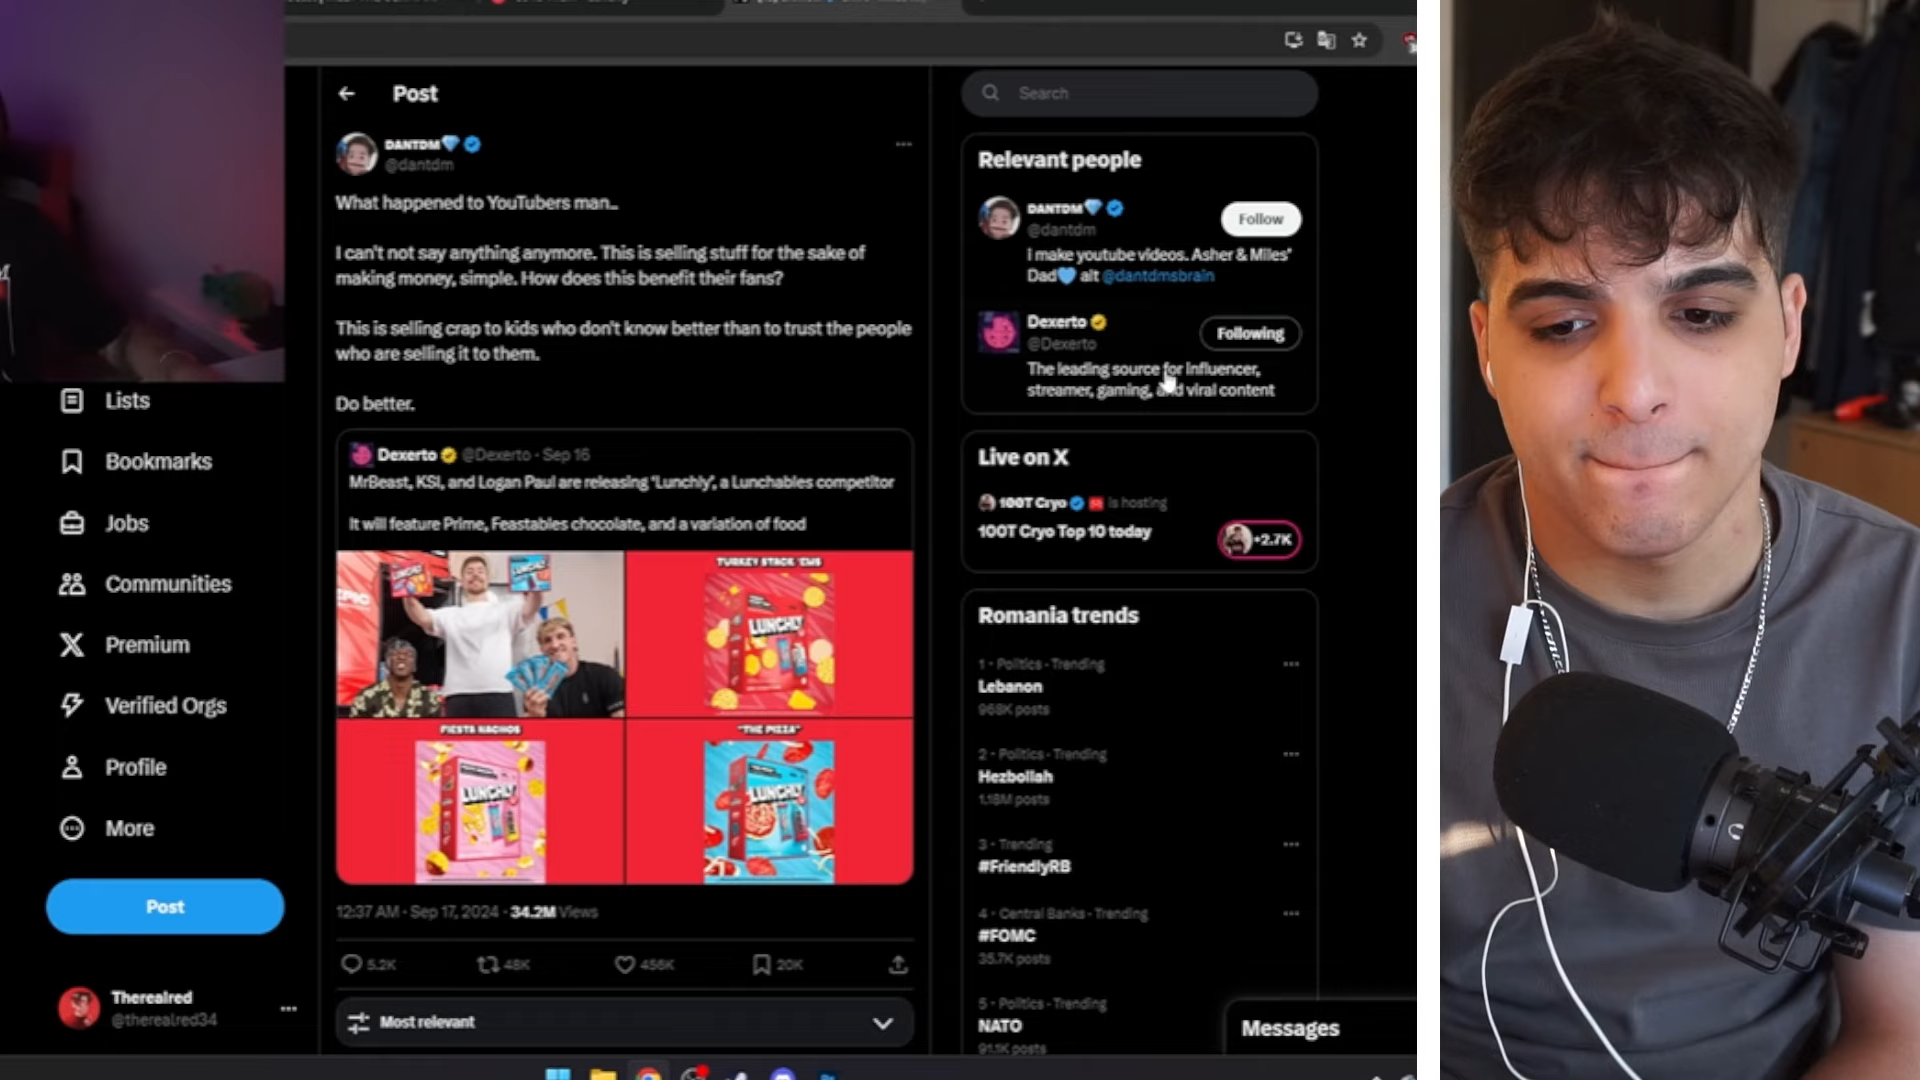 Post
Search
DANTDM
@dantdm
What happened to YouTubers man...
I can't not say anything anymore. This is selling stuff for the sake of
making money, simple. How does this benefit their fans?
This is selling crap to kids who don't know better than to trust the people
who are selling it to them.
Do better.
Dexerto @Dexerto · Sep 16
MrBeast, KSI, and Logan Paul are releasing 'Lunchly', a Lunchables competitor
It will feature Prime, Feastables chocolate, and a variation of food
TURKEY STACK 'EMS
LUNCHLY
FIESTA NACHOS
LUNCHLY
"THE PIZZA"
LUNCHLY
12:37 AM · Sep 17, 2024 · 34.2M Views
5.2K
48K
456K
20K
Most relevant
Lists
Bookmarks
Jobs
Communities
Premium
Verified Orgs
Profile
More
Post
Therealred
@therealred34
Relevant people
DANTDM
@dantdm
Follow
I make youtube videos. Asher & Miles'
Dad alt @dantdmsbrain
Dexerto
@Dexerto
Following
The leading source for influencer,
streamer, gaming, and viral content
Live on X
100T Cryo is hosting
100T Cryo Top 10 today
+2.7K
Romania trends
1 · Politics · Trending
Lebanon
968K posts
2 · Politics · Trending
Hezbollah
1.18M posts
3 · Trending
#FriendlyRB
4 · Central Banks · Trending
#FOMC
35.7K posts
5 · Politics · Trending
NATO
91.1K posts
Messages